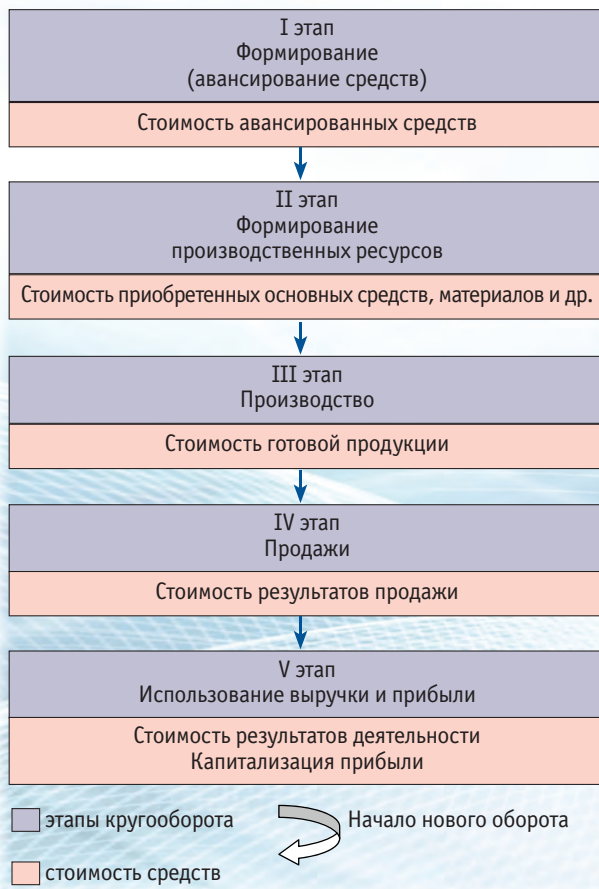 I этап
Формирование
(авансирование средств)
Стоимость авансированных средств
II этап
Формирование
производственных ресурсов
Стоимость приобретенных основных средств, материалов и др.
III этап
Производство
Стоимость готовой продукции
IV этап
Продажи
Стоимость результатов продажи
V этап
Использование выручки и прибыли
Стоимость результатов деятельности
Капитализация прибыли
этапы кругооборота
Начало нового оборота
стоимость средств